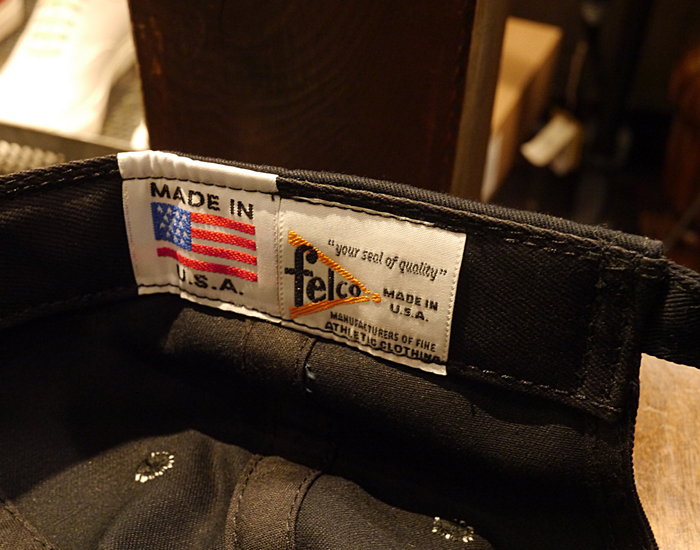 MADE IN
U.S.A.
"your seal of quality"
felco
MADE IN
U.S.A.
MANUFACTURERS OF FINE
ATHLETIC CLOTHING